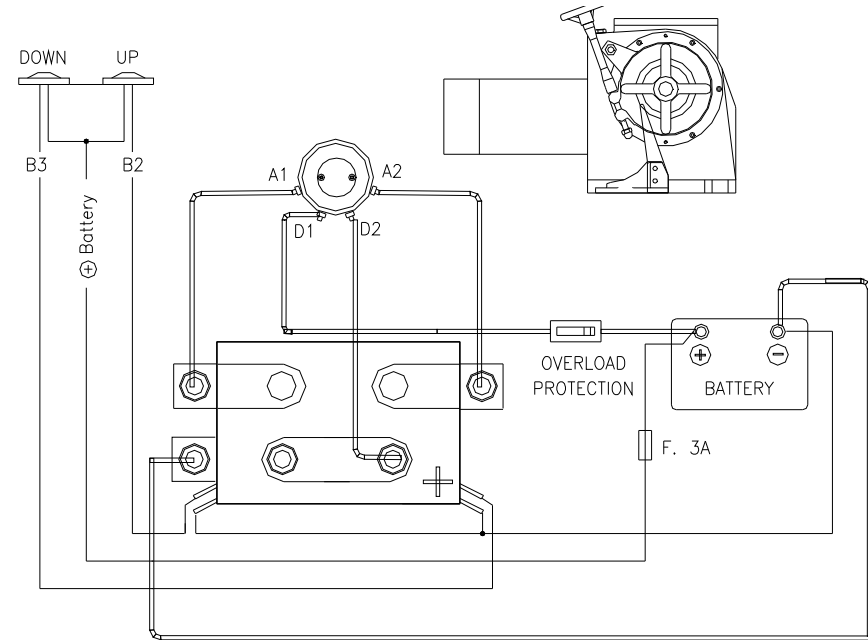 DOWN
UP
B3
B2
⊕ Battery
A1
A2
D1
D2
OVERLOAD
PROTECTION
+
−
BATTERY
F. 3A
+